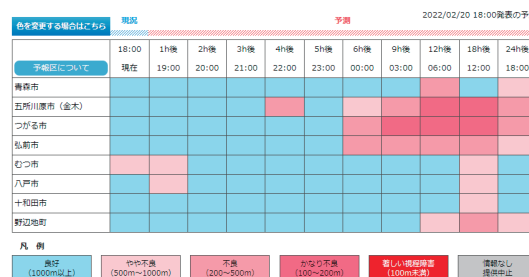 2022/02/20 18:00発表の予
色を変更する場合はこちら 現況 予測
18:00 1h後 2h後 3h後 4h後 5h後 6h後 9h後 12h後 18h後 24h後
予報区について 現在 19:00 20:00 21:00 22:00 23:00 00:00 03:00 06:00 12:00 18:00
青森市
五所川原市（金木）
つがる市
弘前市
むつ市
八戸市
十和田市
野辺地町
凡 例
良好 やや不良 不良 かなり不良 著しい視程障害 情報なし
(1000m以上) (500m～1000m) (200～500m) (100～200m) (100m未満) 提供中止